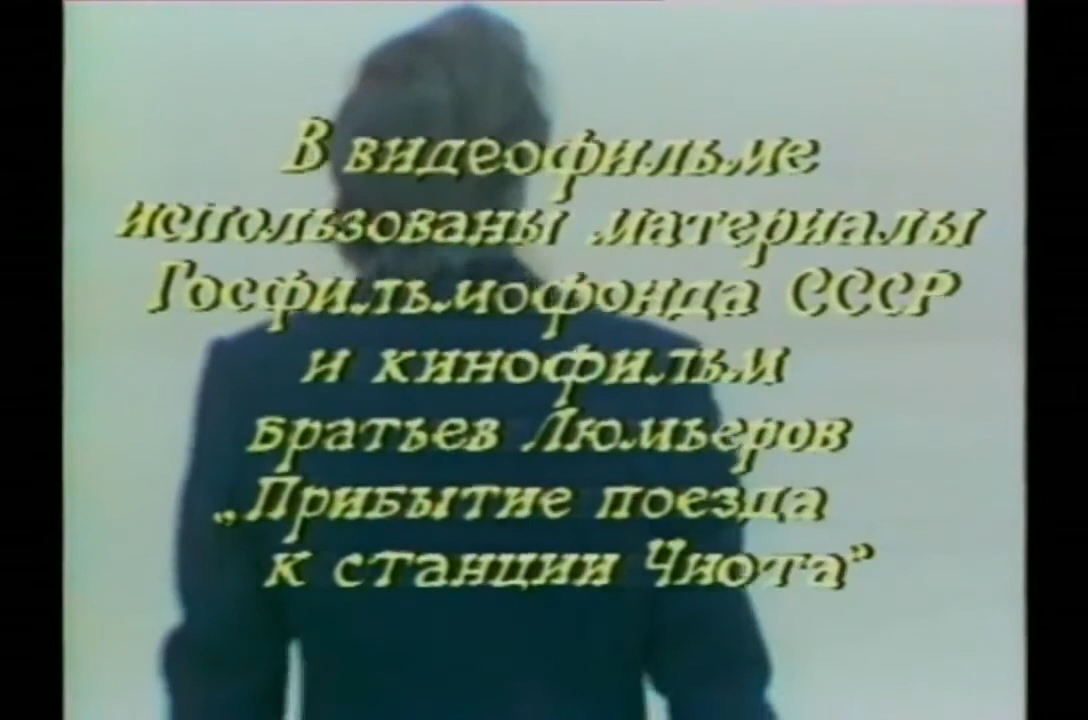 В видеофильме
использованы материалы
Госфильмофонда СССР
и кинофильм
братьев Люмьеров
„Прибытие поезда
к станции Чиота”